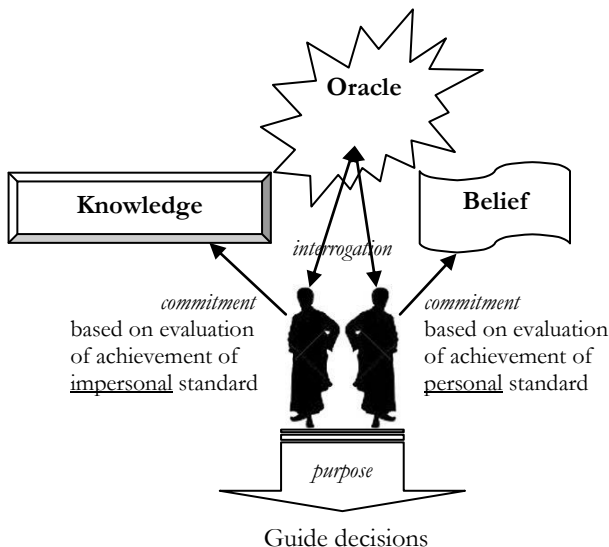 Oracle
Knowledge
Belief
interrogation
commitment
based on evaluation
of achievement of
impersonal standard
commitment
based on evaluation
of achievement of
personal standard
purpose
Guide decisions